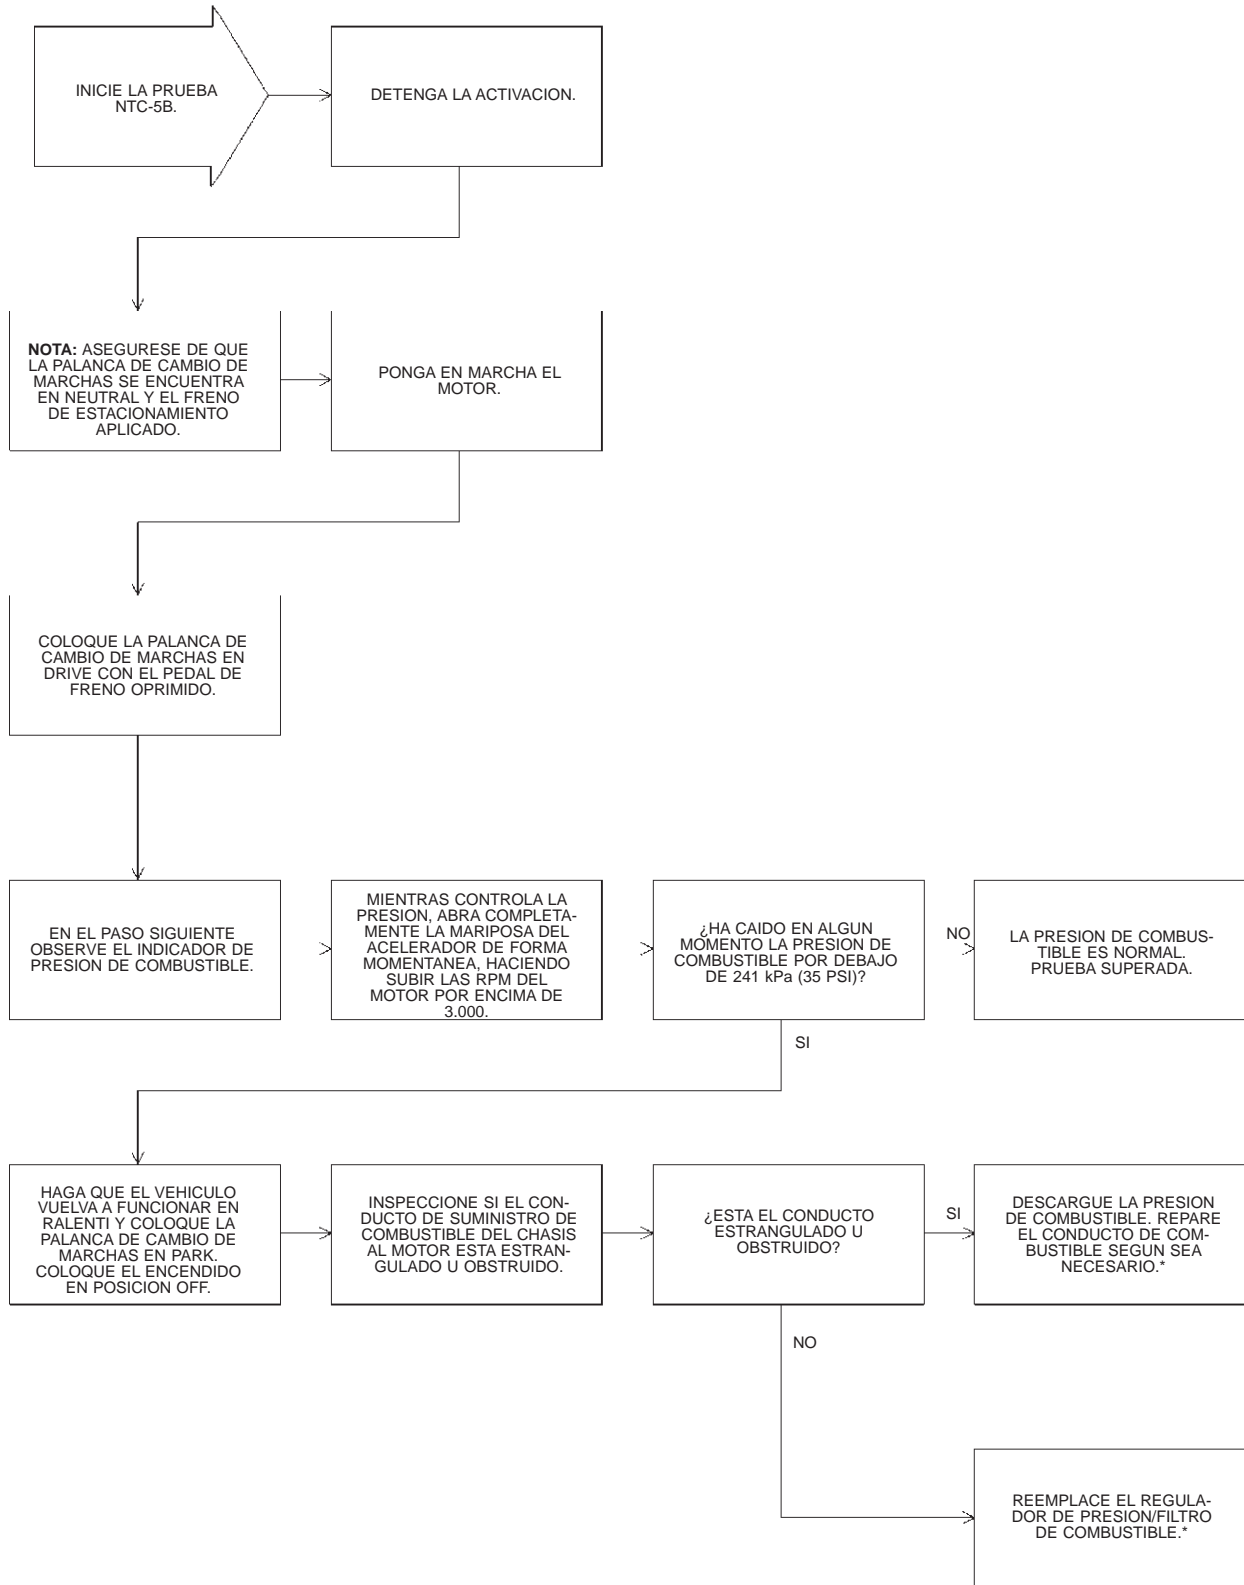 INICIE LA PRUEBA
NTC-5B.
DETENGA LA ACTIVACION.
NOTA: ASEGURESE DE QUE
LA PALANCA DE CAMBIO DE
MARCHAS SE ENCUENTRA
EN NEUTRAL Y EL FRENO
DE ESTACIONAMIENTO
APLICADO.
PONGA EN MARCHA EL
MOTOR.
COLOQUE LA PALANCA DE
CAMBIO DE MARCHAS EN
DRIVE CON EL PEDAL DE
FRENO OPRIMIDO.
EN EL PASO SIGUIENTE
OBSERVE EL INDICADOR DE
PRESION DE COMBUSTIBLE.
MIENTRAS CONTROLA LA
PRESION, ABRA COMPLETA-
MENTE LA MARIPOSA DEL
ACELERADOR DE FORMA
MOMENTANEA, HACIENDO
SUBIR LAS RPM DEL
MOTOR POR ENCIMA DE
3.000.
¿HA CAIDO EN ALGUN
MOMENTO LA PRESION DE
COMBUSTIBLE POR DEBAJO
DE 241 kPa (35 PSI)?
NO
LA PRESION DE COMBUS-
TIBLE ES NORMAL.
PRUEBA SUPERADA.
SI
HAGA QUE EL VEHICULO
VUELVA A FUNCIONAR EN
RALENTI Y COLOQUE LA
PALANCA DE CAMBIO DE
MARCHAS EN PARK.
COLOQUE EL ENCENDIDO
EN POSICION OFF.
INSPECCIONE SI EL CON-
DUCTO DE SUMINISTRO DE
COMBUSTIBLE DEL CHASIS
AL MOTOR ESTA ESTRAN-
GULADO U OBSTRUIDO.
¿ESTA EL CONDUCTO
ESTRANGULADO U
OBSTRUIDO?
SI
DESCARGUE LA PRESION
DE COMBUSTIBLE. REPARE
EL CONDUCTO DE COM-
BUSTIBLE SEGUN SEA
NECESARIO.*
NO
REEMPLACE EL REGULA-
DOR DE PRESION/FILTRO
DE COMBUSTIBLE.*